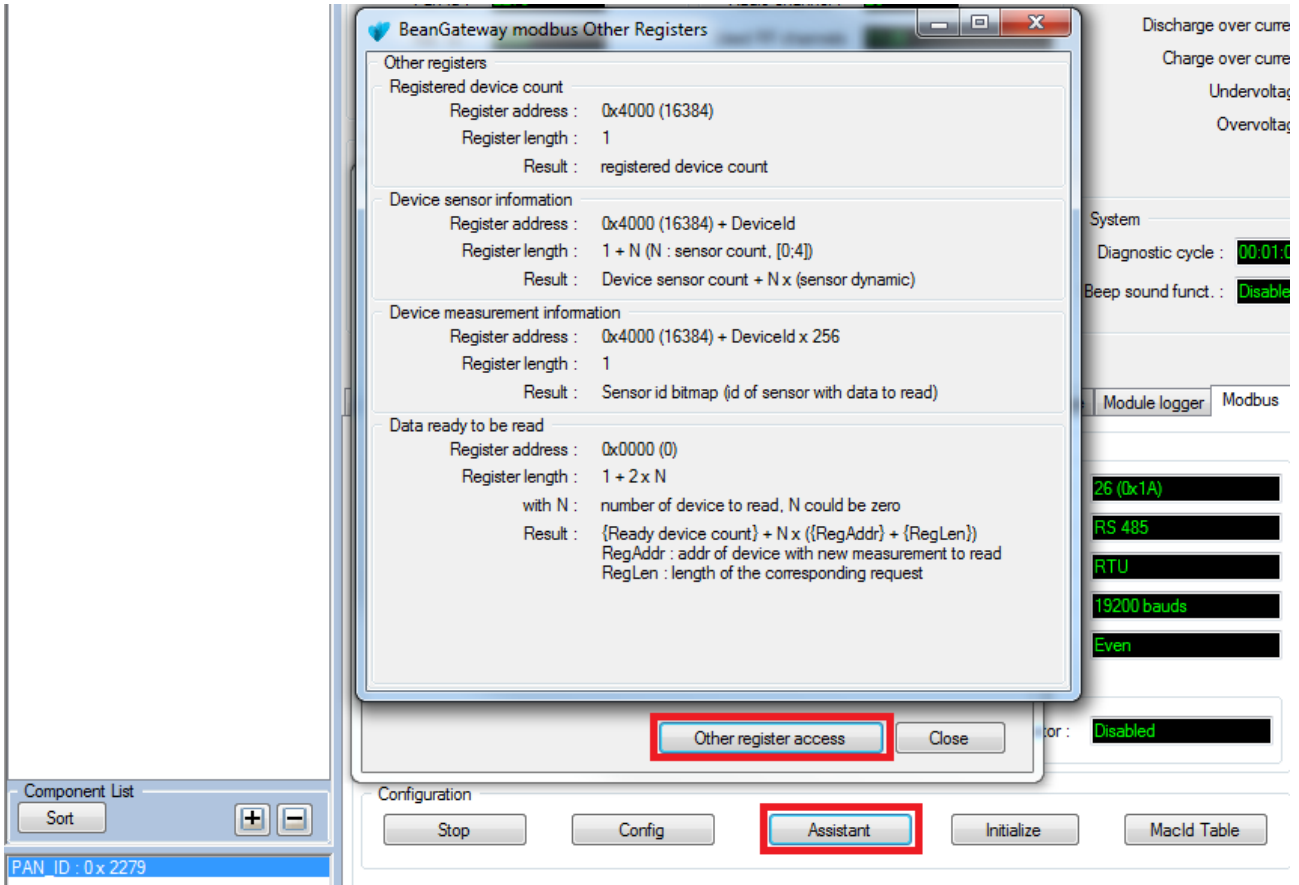 BeanGateway modbus Other Registers
Other registers
Registered device count
Register address : 0x4000 (16384)
Register length : 1
Result : registered device count
Device sensor information
Register address : 0x4000 (16384) + DeviceId
Register length : 1 + N (N : sensor count, [0;4])
Result : Device sensor count + N x (sensor dynamic)
Device measurement information
Register address : 0x4000 (16384) + DeviceId x 256
Register length : 1
Result : Sensor id bitmap (id of sensor with data to read)
Data ready to be read
Register address : 0x0000 (0)
Register length : 1 + 2 x N
with N : number of device to read, N could be zero
Result : {Ready device count} + N x ({RegAddr} + {RegLen})
RegAddr : addr of device with new measurement to read
RegLen : length of the corresponding request
Other register access
Close
Discharge over curre
Charge over curre
Undervoltag
Overvoltag
System
Diagnostic cycle : 00:01:0
Beep sound funct. : Disable
Module logger
Modbus
26 (0x1A)
RS 485
RTU
19200 bauds
Even
tor : Disabled
Component List
Sort
+
−
PAN_ID : 0 x 2279
Configuration
Stop
Config
Assistant
Initialize
MacId Table